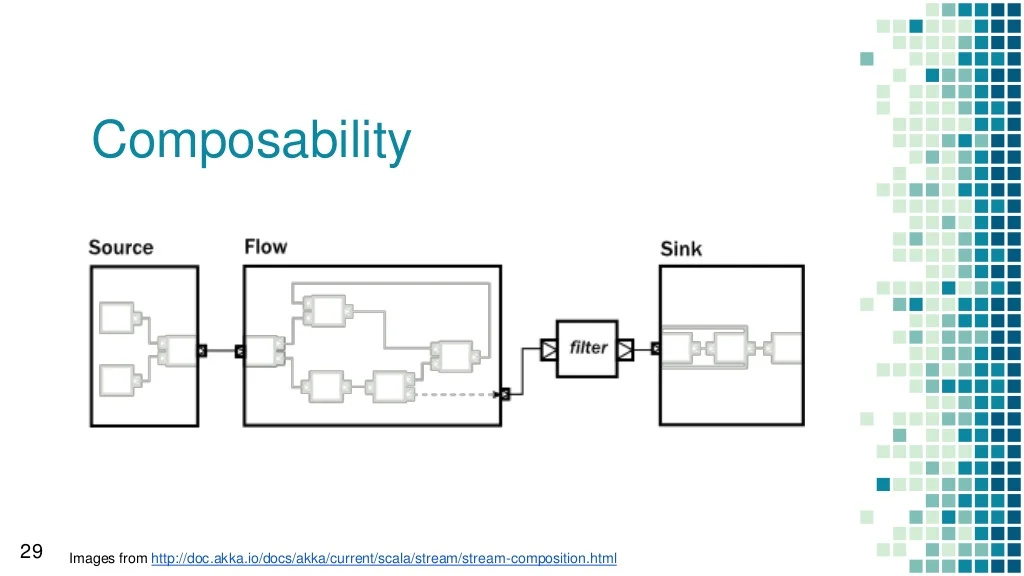 Composability
Source
Flow
Sink
filter
29
Images from http://doc.akka.io/docs/akka/current/scala/stream/stream-composition.html